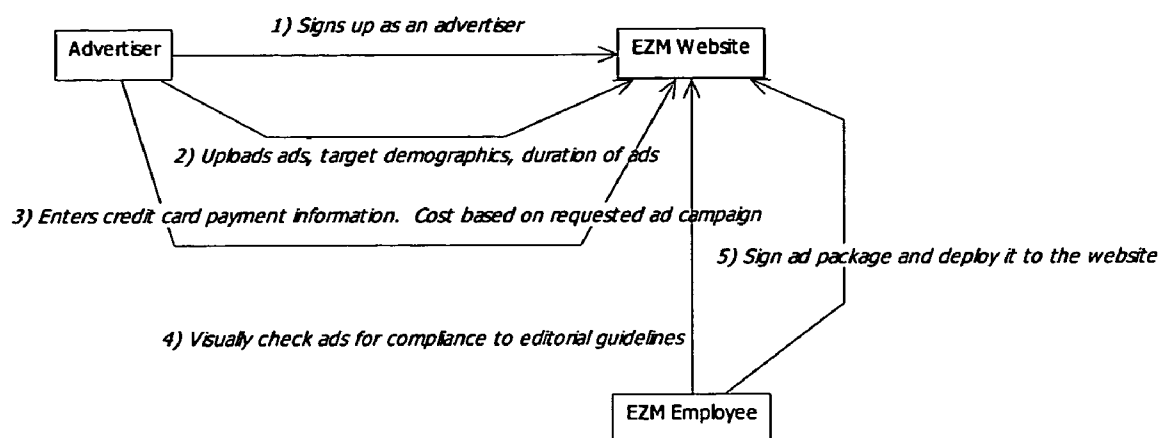 1) Signs up as an advertiser
Advertiser
EZM Website
2) Uploads ads, target demographics, duration of ads
3) Enters credit card payment information. Cost based on requested ad campaign
5) Sign ad package and deploy it to the website
4) Visually check ads for compliance to editorial guidelines
EZM Employee